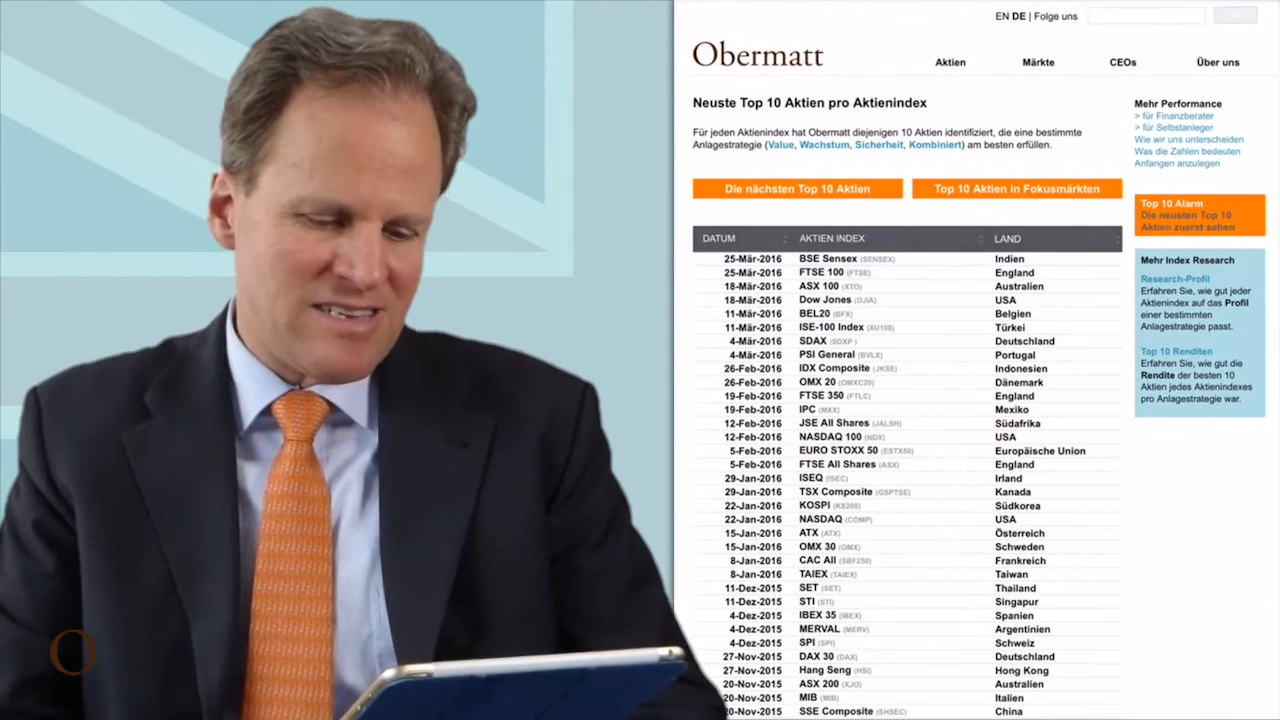 EN DE | Folge uns
Obermatt
Aktien Märkte CEOs Über uns
Neuste Top 10 Aktien pro Aktienindex
Für jeden Aktienindex hat Obermatt diejenigen 10 Aktien identifiziert, die eine bestimmte
Anlagestrategie (Value, Wachstum, Sicherheit, Kombiniert) am besten erfüllen.
Die nächsten Top 10 Aktien
Top 10 Aktien in Fokusmärkten
DATUM AKTIEN INDEX LAND
25-Mär-2016 BSE Sensex (SENSEX) Indien
25-Mär-2016 FTSE 100 (FTSE) England
18-Mär-2016 ASX 100 (XTO) Australien
18-Mär-2016 Dow Jones (DJIA) USA
11-Mär-2016 BEL20 (BFX) Belgien
11-Mär-2016 ISE-100 Index (XU100) Türkei
4-Mär-2016 SDAX (SDXP ) Deutschland
4-Mär-2016 PSI General (BVLX) Portugal
26-Feb-2016 IDX Composite (JKSE) Indonesien
26-Feb-2016 OMX 20 (OMXC20) Dänemark
19-Feb-2016 FTSE 350 (FTLC) England
19-Feb-2016 IPC (MXX) Mexiko
12-Feb-2016 JSE All Shares (JALSH) Südafrika
12-Feb-2016 NASDAQ 100 (NDX) USA
5-Feb-2016 EURO STOXX 50 (ESTX50) Europäische Union
5-Feb-2016 FTSE All Shares (ASX) England
29-Jan-2016 ISEQ (ISEC) Irland
29-Jan-2016 TSX Composite (GSPTSE) Kanada
22-Jan-2016 KOSPI (KS200) Südkorea
22-Jan-2016 NASDAQ (COMP) USA
15-Jan-2016 ATX (ATX) Österreich
15-Jan-2016 OMX 30 (OMX) Schweden
8-Jan-2016 CAC All (SBF250) Frankreich
8-Jan-2016 TAIEX (TAIEX) Taiwan
11-Dez-2015 SET (SET) Thailand
11-Dez-2015 STI (STI) Singapur
4-Dez-2015 IBEX 35 (IBEX) Spanien
4-Dez-2015 MERVAL (MERV) Argentinien
4-Dez-2015 SPI (SPI) Schweiz
27-Nov-2015 DAX 30 (DAX) Deutschland
27-Nov-2015 Hang Seng (HSI) Hong Kong
20-Nov-2015 ASX 200 (XJO) Australien
20-Nov-2015 MIB (MIB) Italien
20-Nov-2015 SSE Composite (SHSEC) China
Mehr Performance
> für Finanzberater
> für Selbstanleger
Wie wir uns unterscheiden
Was die Zahlen bedeuten
Anfangen anzulegen
Top 10 Alarm
Die neusten Top 10
Aktien zuerst sehen
Mehr Index Research
Research-Profil
Erfahren Sie, wie gut jeder
Aktienindex auf das Profil
einer bestimmten
Anlagestrategie passt.
Top 10 Renditen
Erfahren Sie, wie gut die
Rendite der besten 10
Aktien jedes Aktienindexes
pro Anlagestrategie war.
O